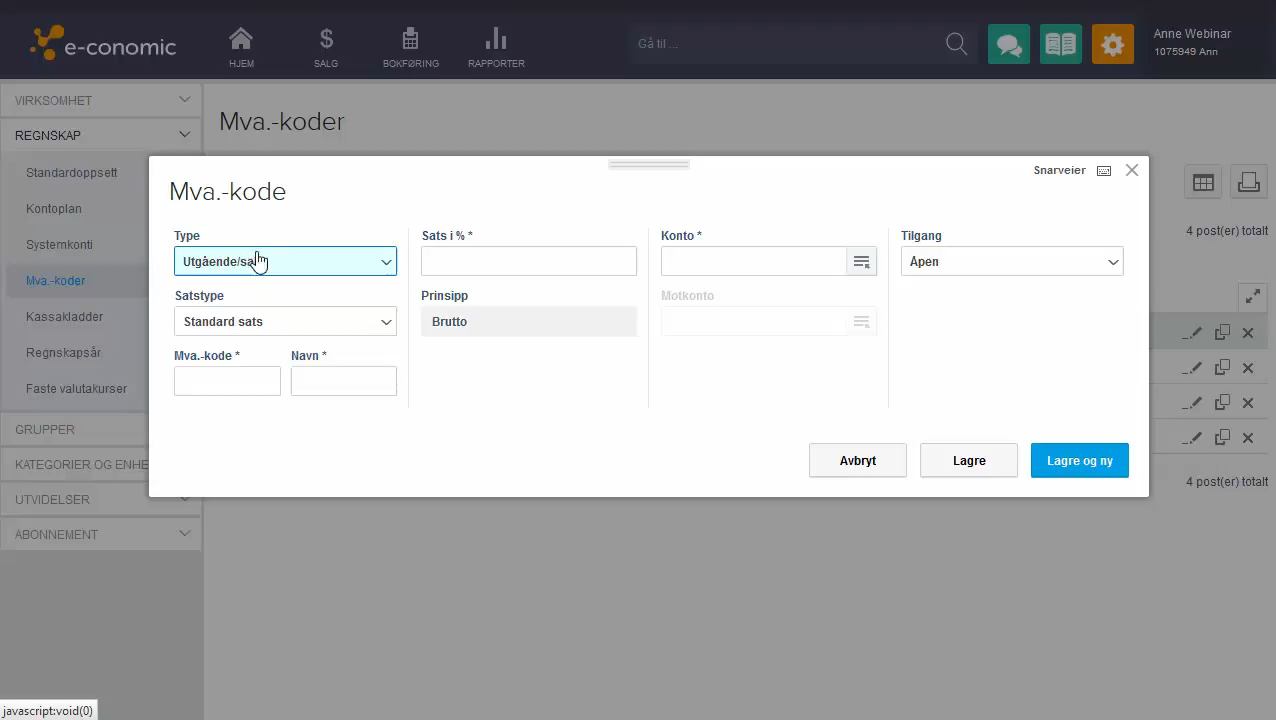 e-conomic
HJEM
SALG
BOKFØRING
RAPPORTER
Gå til ...
Anne Webinar
1075949 Ann
VIRKSOMHET
REGNSKAP
Standardoppsett
Kontoplan
Systemkonti
Mva.-koder
Kassakladder
Regnskapsår
Faste valutakurser
GRUPPER
KATEGORIER OG ENHE
UTVIDELSER
ABONNEMENT
Mva.-koder
4 post(er) totalt
4 post(er) totalt
Snarveier
Mva.-kode
Type
Sats i % *
Konto *
Tilgang
Utgående/sa
Åpen
Satstype
Prinsipp
Motkonto
Standard sats
Brutto
Mva.-kode *
Navn *
Avbryt
Lagre
Lagre og ny
javascript:void(0)